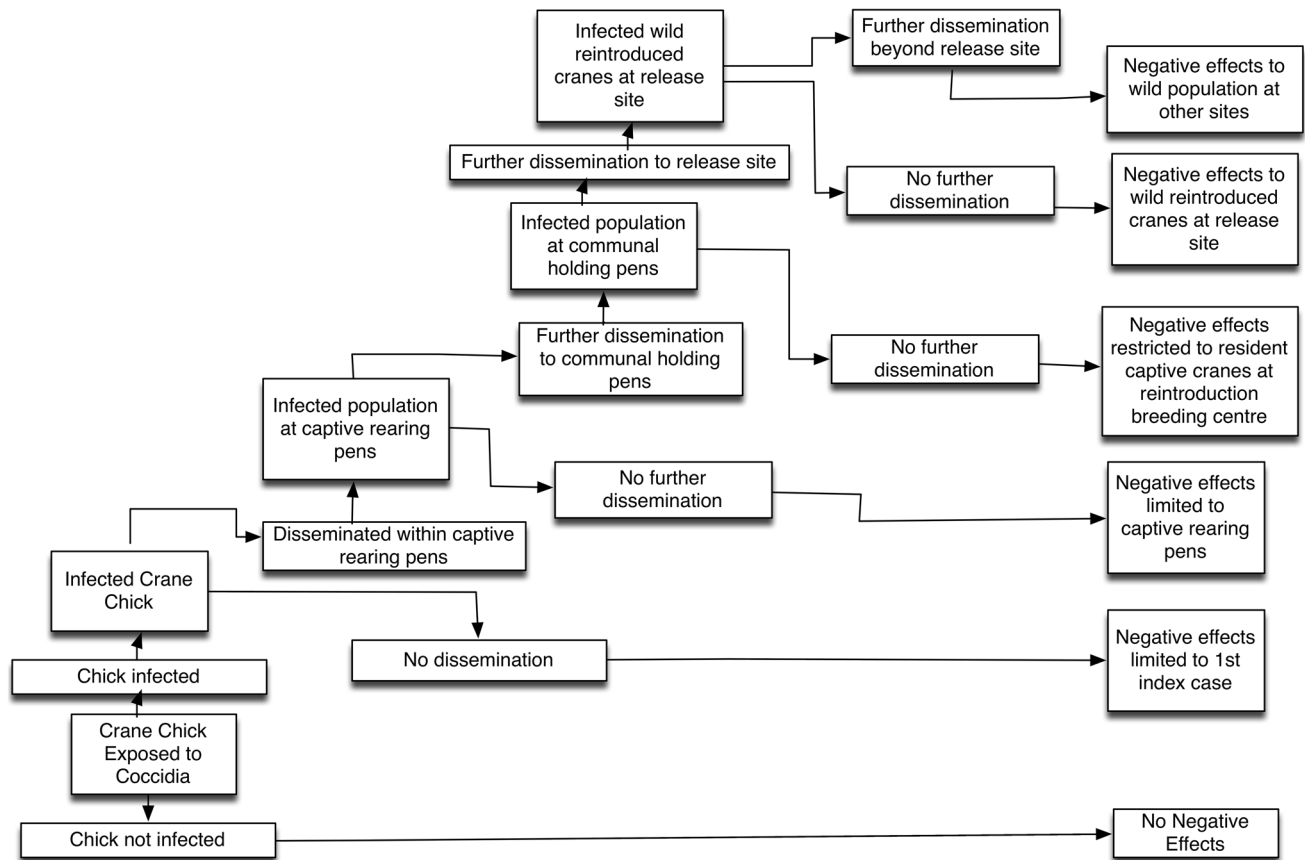 Infected wild
reintroduced
cranes at release
site
Further dissemination
beyond release site
Negative effects to
wild population at
other sites
Further dissemination to release site
No further
dissemination
Negative effects to
wild reintroduced
cranes at release
site
Infected population
at communal
holding pens
Further dissemination
to communal holding
pens
No further
dissemination
Negative effects
restricted to resident
captive cranes at
reintroduction
breeding centre
Infected population
at captive rearing
pens
No further
dissemination
Negative effects
limited to
captive rearing
pens
Disseminated within captive
rearing pens
Infected Crane
Chick
No dissemination
Negative effects
limited to 1st
index case
Chick infected
Crane Chick
Exposed to
Coccidia
Chick not infected
No Negative
Effects